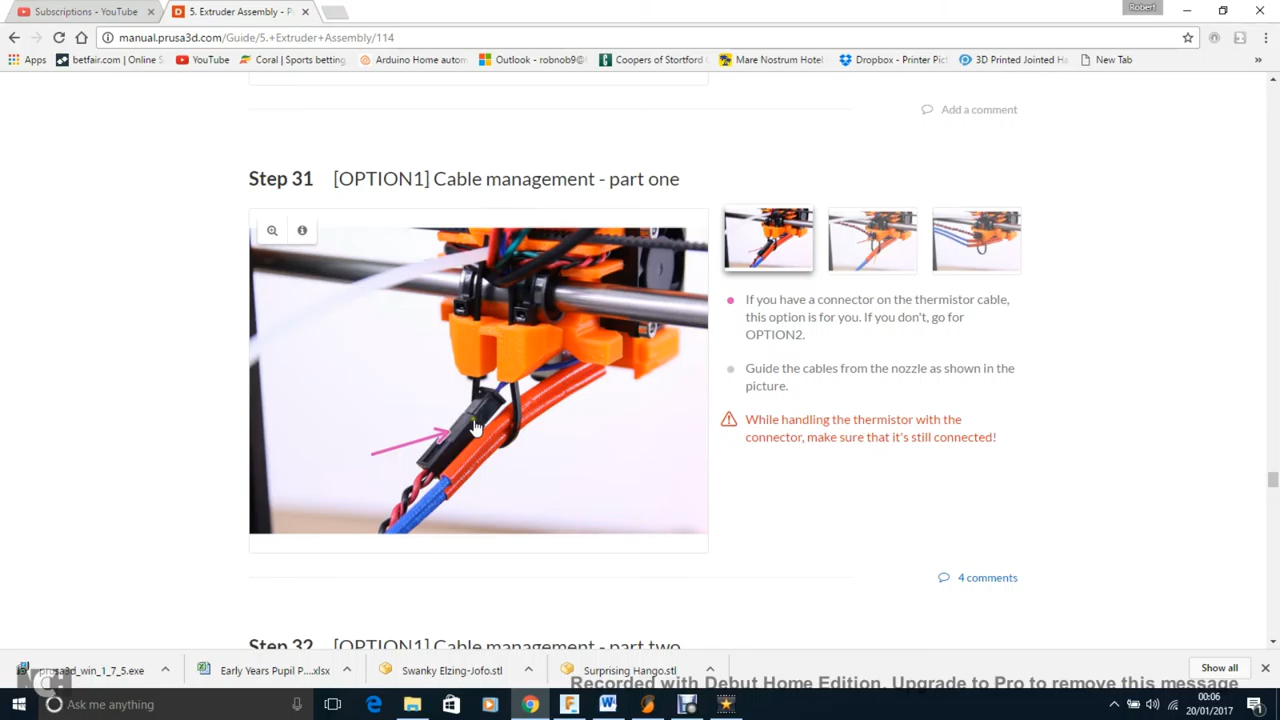 Subscriptions - YouTube
5. Extruder Assembly - P
Robert
manual.prusa3d.com/Guide/5.+Extruder+Assembly/114
Apps
betfair.com | Online S
YouTube
Coral | Sports betting
Arduino Home autom
Outlook - robnob9@
Coopers of Stortford
Mare Nostrum Hotel
Dropbox - Printer Pic
3D Printed Jointed Ha
New Tab
Add a comment
Step 31 [OPTION1] Cable management - part one
If you have a connector on the thermistor cable,
this option is for you. If you don't, go for
OPTION2.
Guide the cables from the nozzle as shown in the
picture.
While handling the thermistor with the
connector, make sure that it's still connected!
4 comments
Step 32 [OPTION1] Cable management - part two
prusa3d_win_1_7_5.exe
Early Years Pupil P....xlsx
Swanky Elzing-Jofo.stl
Surprising Hango.stl
Show all
Recorded with Debut Home Edition. Upgrade to Pro to remove this message
Ask me anything
00:06
20/01/2017